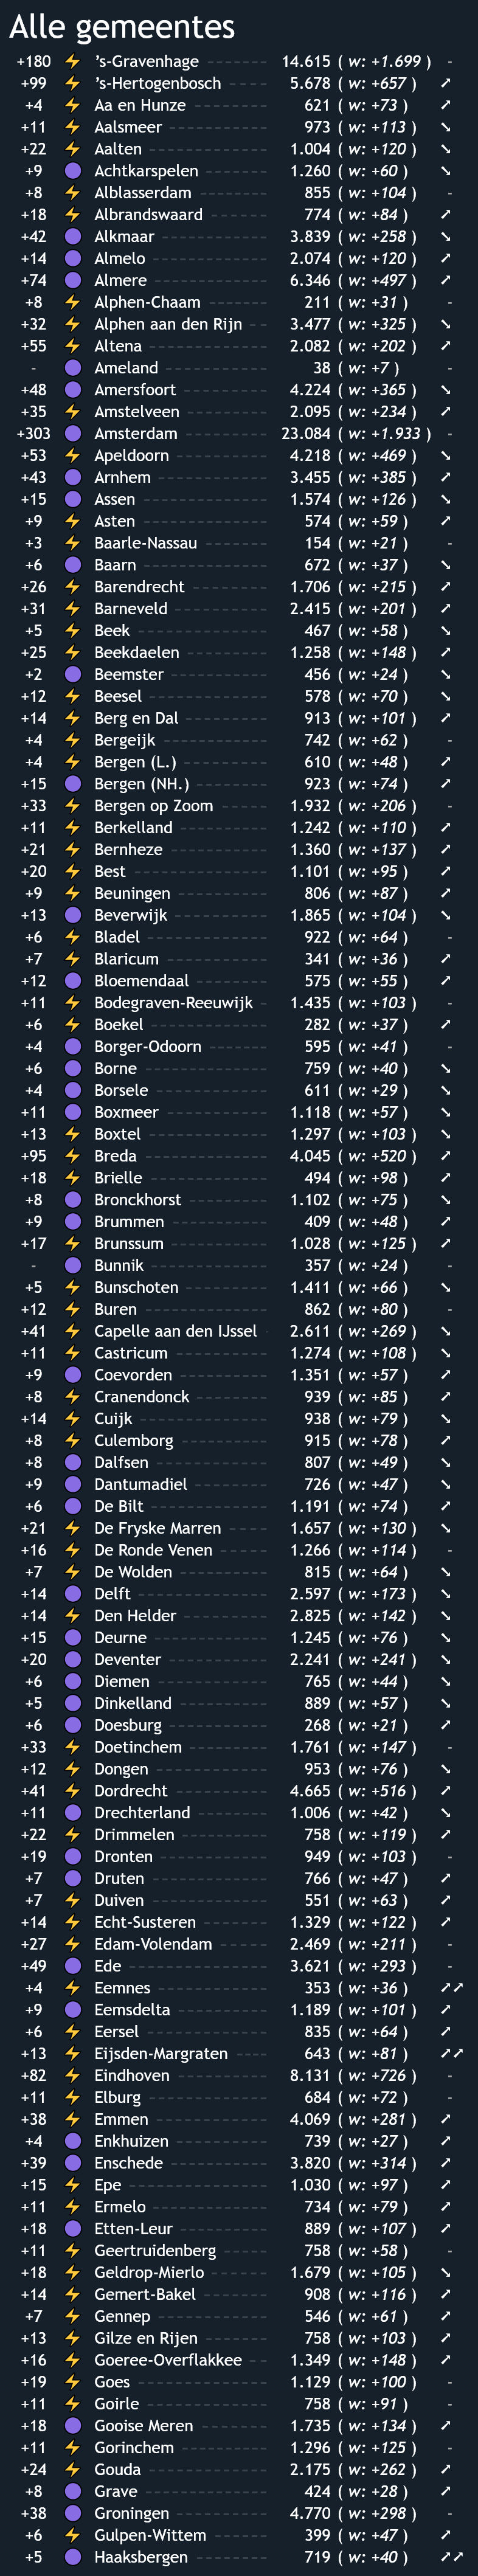 Alle gemeentes
+180 ⚡ ’s-Gravenhage 14.615 ( w: +1.699 ) -
+99 ⚡ ’s-Hertogenbosch 5.678 ( w: +657 ) ➚
+4 ⚡ Aa en Hunze 621 ( w: +73 ) ➚
+11 ⚡ Aalsmeer 973 ( w: +113 ) ➘
+22 ⚡ Aalten 1.004 ( w: +120 ) ➘
+9 🟣 Achtkarspelen 1.260 ( w: +60 ) ➘
+8 ⚡ Alblasserdam 855 ( w: +104 ) -
+18 ⚡ Albrandswaard 774 ( w: +84 ) ➚
+42 🟣 Alkmaar 3.839 ( w: +258 ) ➘
+14 🟣 Almelo 2.074 ( w: +120 ) ➚
+74 🟣 Almere 6.346 ( w: +497 ) ➚
+8 ⚡ Alphen-Chaam 211 ( w: +31 ) -
+32 ⚡ Alphen aan den Rijn 3.477 ( w: +325 ) ➘
+55 ⚡ Altena 2.082 ( w: +202 ) ➚
- 🟣 Ameland 38 ( w: +7 ) -
+48 🟣 Amersfoort 4.224 ( w: +365 ) ➘
+35 ⚡ Amstelveen 2.095 ( w: +234 ) ➚
+303 🟣 Amsterdam 23.084 ( w: +1.933 ) -
+53 ⚡ Apeldoorn 4.218 ( w: +469 ) ➘
+43 🟣 Arnhem 3.455 ( w: +385 ) ➚
+15 🟣 Assen 1.574 ( w: +126 ) ➘
+9 ⚡ Asten 574 ( w: +59 ) ➚
+3 ⚡ Baarle-Nassau 154 ( w: +21 ) -
+6 🟣 Baarn 672 ( w: +37 ) ➘
+26 ⚡ Barendrecht 1.706 ( w: +215 ) ➚
+31 ⚡ Barneveld 2.415 ( w: +201 ) ➚
+5 ⚡ Beek 467 ( w: +58 ) ➘
+25 ⚡ Beekdaelen 1.258 ( w: +148 ) ➚
+2 🟣 Beemster 456 ( w: +24 ) ➘
+12 ⚡ Beesel 578 ( w: +70 ) ➘
+14 ⚡ Berg en Dal 913 ( w: +101 ) ➚
+4 ⚡ Bergeijk 742 ( w: +62 ) -
+4 ⚡ Bergen (L.) 610 ( w: +48 ) ➚
+15 🟣 Bergen (NH.) 923 ( w: +74 ) ➚
+33 ⚡ Bergen op Zoom 1.932 ( w: +206 ) -
+11 ⚡ Berkelland 1.242 ( w: +110 ) ➚
+21 ⚡ Bernheze 1.360 ( w: +137 ) ➚
+20 ⚡ Best 1.101 ( w: +95 ) ➚
+9 ⚡ Beuningen 806 ( w: +87 ) ➚
+13 🟣 Beverwijk 1.865 ( w: +104 ) ➘
+6 ⚡ Bladel 922 ( w: +64 ) -
+7 ⚡ Blaricum 341 ( w: +36 ) ➚
+12 🟣 Bloemendaal 575 ( w: +55 ) ➚
+11 ⚡ Bodegraven-Reeuwijk 1.435 ( w: +103 ) -
+6 ⚡ Boekel 282 ( w: +37 ) ➚
+4 🟣 Borger-Odoorn 595 ( w: +41 ) -
+6 🟣 Borne 759 ( w: +40 ) ➘
+4 🟣 Borsele 611 ( w: +29 ) ➘
+11 🟣 Boxmeer 1.118 ( w: +57 ) ➘
+13 ⚡ Boxtel 1.297 ( w: +103 ) ➘
+95 ⚡ Breda 4.045 ( w: +520 ) ➚
+18 ⚡ Brielle 494 ( w: +98 ) ➚
+8 🟣 Bronckhorst 1.102 ( w: +75 ) ➘
+9 🟣 Brummen 409 ( w: +48 ) ➚
+17 ⚡ Brunssum 1.028 ( w: +125 ) ➚
- 🟣 Bunnik 357 ( w: +24 ) -
+5 ⚡ Bunschoten 1.411 ( w: +66 ) ➘
+12 ⚡ Buren 862 ( w: +80 ) -
+41 ⚡ Capelle aan den IJssel 2.611 ( w: +269 ) ➘
+11 ⚡ Castricum 1.274 ( w: +108 ) ➘
+9 🟣 Coevorden 1.351 ( w: +57 ) ➚
+8 ⚡ Cranendonck 939 ( w: +85 ) ➚
+14 ⚡ Cuijk 938 ( w: +79 ) ➘
+8 ⚡ Culemborg 915 ( w: +78 ) ➚
+8 🟣 Dalfsen 807 ( w: +49 ) ➘
+9 🟣 Dantumadiel 726 ( w: +47 ) ➘
+6 🟣 De Bilt 1.191 ( w: +74 ) ➚
+21 ⚡ De Fryske Marren 1.657 ( w: +130 ) ➘
+16 ⚡ De Ronde Venen 1.266 ( w: +114 ) -
+7 ⚡ De Wolden 815 ( w: +64 ) ➘
+14 🟣 Delft 2.597 ( w: +173 ) ➘
+14 ⚡ Den Helder 2.825 ( w: +142 ) ➘
+15 🟣 Deurne 1.245 ( w: +76 ) ➘
+20 🟣 Deventer 2.241 ( w: +241 ) ➘
+6 🟣 Diemen 765 ( w: +44 ) ➘
+5 🟣 Dinkelland 889 ( w: +57 ) ➘
+6 🟣 Doesburg 268 ( w: +21 ) ➚
+33 ⚡ Doetinchem 1.761 ( w: +147 ) -
+12 ⚡ Dongen 953 ( w: +76 ) ➘
+41 ⚡ Dordrecht 4.665 ( w: +516 ) ➚
+11 🟣 Drechterland 1.006 ( w: +42 ) ➘
+22 ⚡ Drimmelen 758 ( w: +119 ) ➚
+19 🟣 Dronten 949 ( w: +103 ) -
+7 🟣 Druten 766 ( w: +47 ) ➚
+7 ⚡ Duiven 551 ( w: +63 ) ➚
+14 ⚡ Echt-Susteren 1.329 ( w: +122 ) ➚
+27 ⚡ Edam-Volendam 2.469 ( w: +211 ) -
+49 🟣 Ede 3.621 ( w: +293 ) -
+4 ⚡ Eemnes 353 ( w: +36 ) ➚➚
+9 🟣 Eemsdelta 1.189 ( w: +101 ) ➚
+6 ⚡ Eersel 835 ( w: +64 ) ➚
+13 ⚡ Eijsden-Margraten 643 ( w: +81 ) ➚➚
+82 ⚡ Eindhoven 8.131 ( w: +726 ) -
+11 ⚡ Elburg 684 ( w: +72 ) -
+38 ⚡ Emmen 4.069 ( w: +281 ) ➚
+4 🟣 Enkhuizen 739 ( w: +27 ) ➚
+39 🟣 Enschede 3.820 ( w: +314 ) ➚
+15 ⚡ Epe 1.030 ( w: +97 ) ➚
+11 ⚡ Ermelo 734 ( w: +79 ) ➚
+18 🟣 Etten-Leur 889 ( w: +107 ) ➚
+11 ⚡ Geertruidenberg 758 ( w: +58 ) -
+18 ⚡ Geldrop-Mierlo 1.679 ( w: +105 ) ➘
+14 ⚡ Gemert-Bakel 908 ( w: +116 ) ➚
+7 ⚡ Gennep 546 ( w: +61 ) ➚
+13 ⚡ Gilze en Rijen 758 ( w: +103 ) ➚
+16 ⚡ Goeree-Overflakkee 1.349 ( w: +148 ) ➚
+19 ⚡ Goes 1.129 ( w: +100 ) -
+11 ⚡ Goirle 758 ( w: +91 ) -
+18 🟣 Gooise Meren 1.735 ( w: +134 ) ➚
+11 ⚡ Gorinchem 1.296 ( w: +125 ) -
+24 ⚡ Gouda 2.175 ( w: +262 ) ➚
+8 🟣 Grave 424 ( w: +28 ) ➚
+38 🟣 Groningen 4.770 ( w: +298 ) -
+6 ⚡ Gulpen-Wittem 399 ( w: +47 ) ➚
+5 🟣 Haaksbergen 719 ( w: +40 ) ➚➚